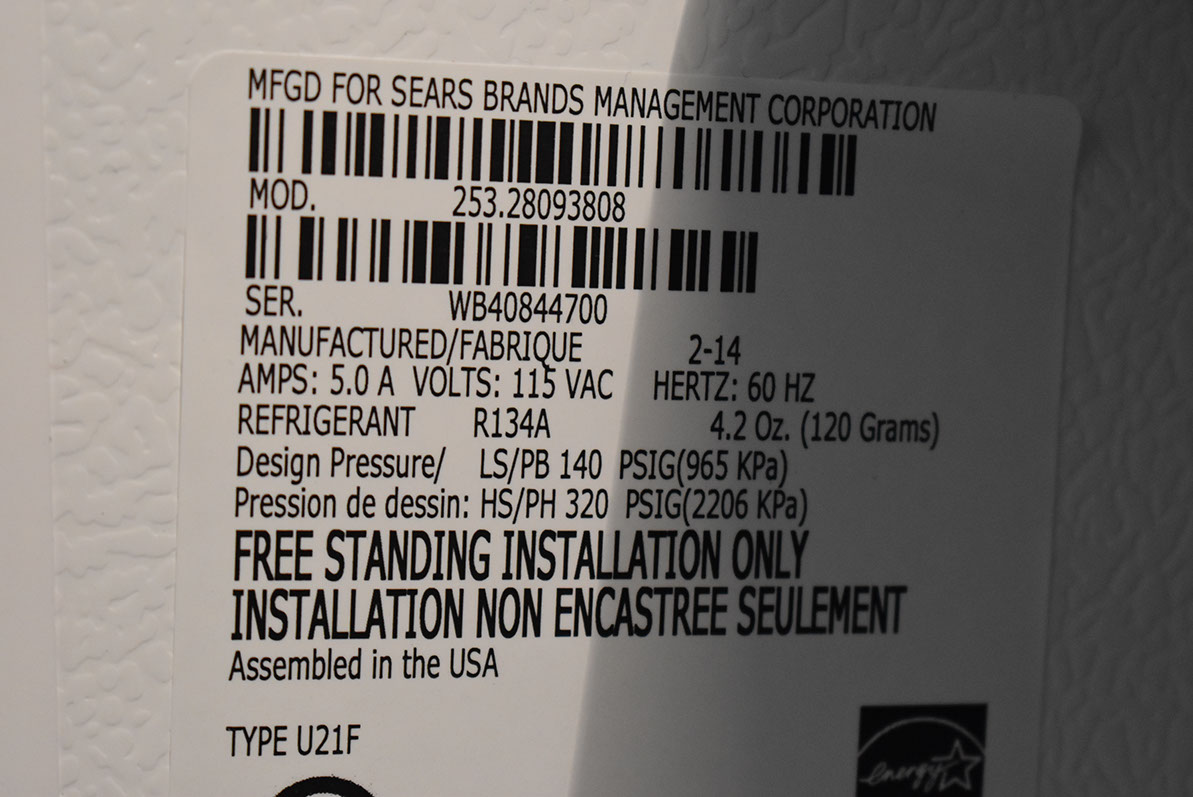 MFGD FOR SEARS BRANDS MANAGEMENT CORPORATION
MOD. 253.28093808
SER. WB40844700
MANUFACTURED/FABRIQUE 2-14
AMPS: 5.0 A VOLTS: 115 VAC HERTZ: 60 HZ
REFRIGERANT R134A 4.2 Oz. (120 Grams)
Design Pressure/ LS/PB 140 PSIG(965 KPa)
Pression de dessin: HS/PH 320 PSIG(2206 KPa)
FREE STANDING INSTALLATION ONLY
INSTALLATION NON ENCASTREE SEULEMENT
Assembled in the USA
TYPE U21F
energy